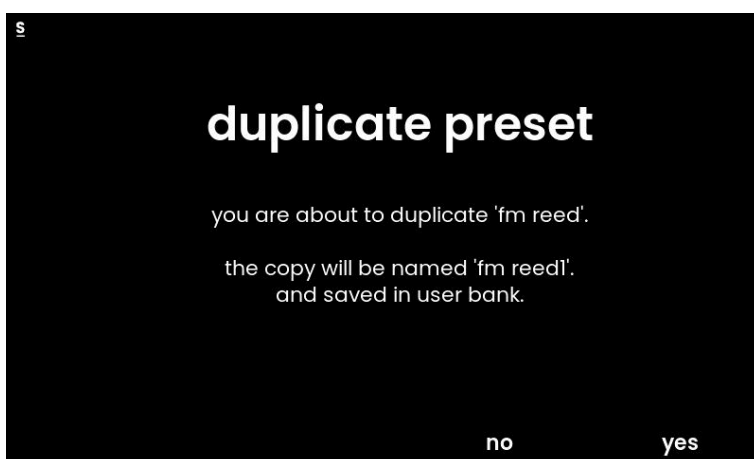 s
duplicate preset
you are about to duplicate 'fm reed'.
the copy will be named 'fm reed1'.
and saved in user bank.
no yes